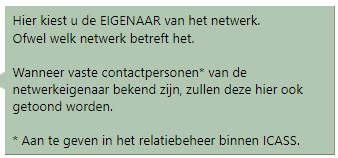 Hier kiest u de EIGENAAR van het netwerk.
Ofwel welk netwerk betreft het.
Wanneer vaste contactpersonen* van de
netwerkeigenaar bekend zijn, zullen deze hier ook
getoond worden.
* Aan te geven in het relatiebeheer binnen ICASS.